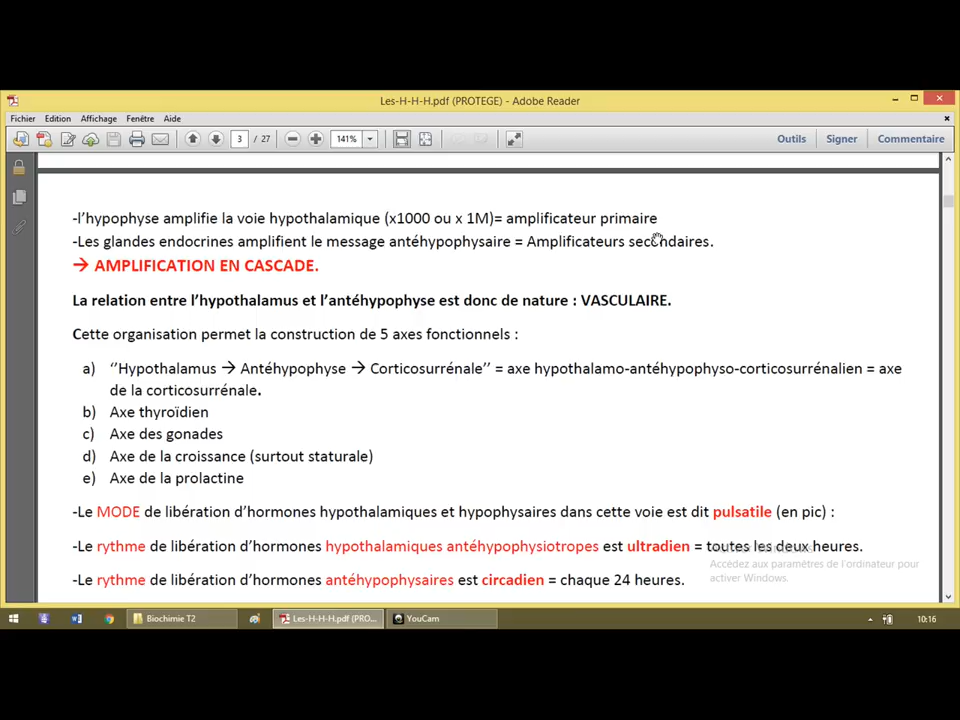 Les-H-H-H.pdf (PROTEGE) - Adobe Reader
Fichier Edition Affichage Fenêtre Aide
3 / 27 141% Outils Signer Commentaire
-l’hypophyse amplifie la voie hypothalamique (x1000 ou x 1M)= amplificateur primaire
-Les glandes endocrines amplifient le message antéhypophysaire = Amplificateurs secondaires.
→ AMPLIFICATION EN CASCADE.
La relation entre l’hypothalamus et l’antéhypophyse est donc de nature : VASCULAIRE.
Cette organisation permet la construction de 5 axes fonctionnels :
a) ‘’Hypothalamus → Antéhypophyse → Corticosurrénale’’ = axe hypothalamo-antéhypophyso-corticosurrénalien = axe
de la corticosurrénale.
b) Axe thyroïdien
c) Axe des gonades
d) Axe de la croissance (surtout staturale)
e) Axe de la prolactine
-Le MODE de libération d’hormones hypothalamiques et hypophysaires dans cette voie est dit pulsatile (en pic) :
-Le rythme de libération d’hormones hypothalamiques antéhypophysiotropes est ultradien = toutes les deux heures.
Accédez aux paramètres de l'ordinateur pour
activer Windows.
-Le rythme de libération d’hormones antéhypophysaires est circadien = chaque 24 heures.
Biochimie T2 Les-H-H-H.pdf (PRO... YouCam 10:16